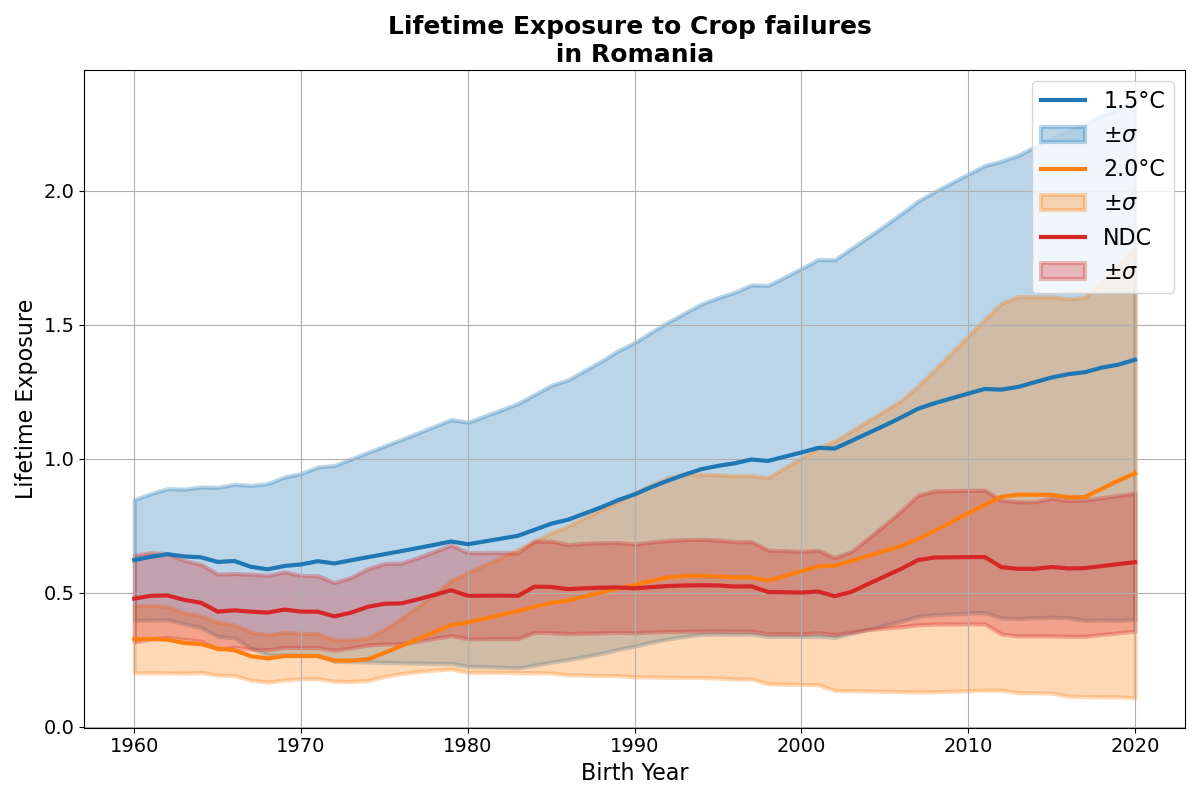 Lifetime Exposure to Crop failures
in Romania
1.5°C
±σ
2.0°C
±σ
NDC
±σ
Lifetime Exposure
2.0
1.5
1.0
0.5
0.0
1960 1970 1980 1990 2000 2010 2020
Birth Year